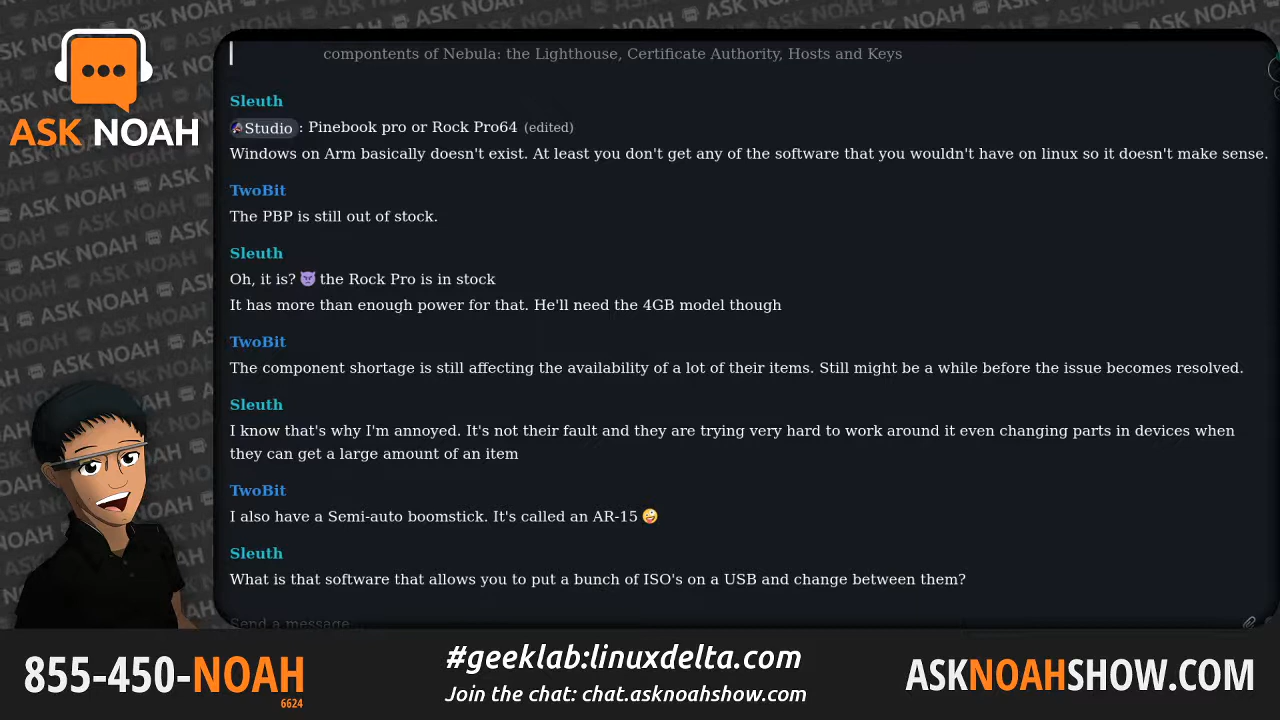 compontents of Nebula: the Lighthouse, Certificate Authority, Hosts and Keys
ASK NOAH
Sleuth
Studio : Pinebook pro or Rock Pro64 (edited)
Windows on Arm basically doesn't exist. At least you don't get any of the software that you wouldn't have on linux so it doesn't make sense.
TwoBit
The PBP is still out of stock.
Sleuth
Oh, it is? 👿 the Rock Pro is in stock
It has more than enough power for that. He'll need the 4GB model though
TwoBit
The component shortage is still affecting the availability of a lot of their items. Still might be a while before the issue becomes resolved.
Sleuth
I know that's why I'm annoyed. It's not their fault and they are trying very hard to work around it even changing parts in devices when
they can get a large amount of an item
TwoBit
I also have a Semi-auto boomstick. It's called an AR-15 🤪
Sleuth
What is that software that allows you to put a bunch of ISO's on a USB and change between them?
Send a message...
855-450-NOAH
6624
#geeklab:linuxdelta.com
Join the chat: chat.asknoahshow.com
ASKNOAHSHOW.COM